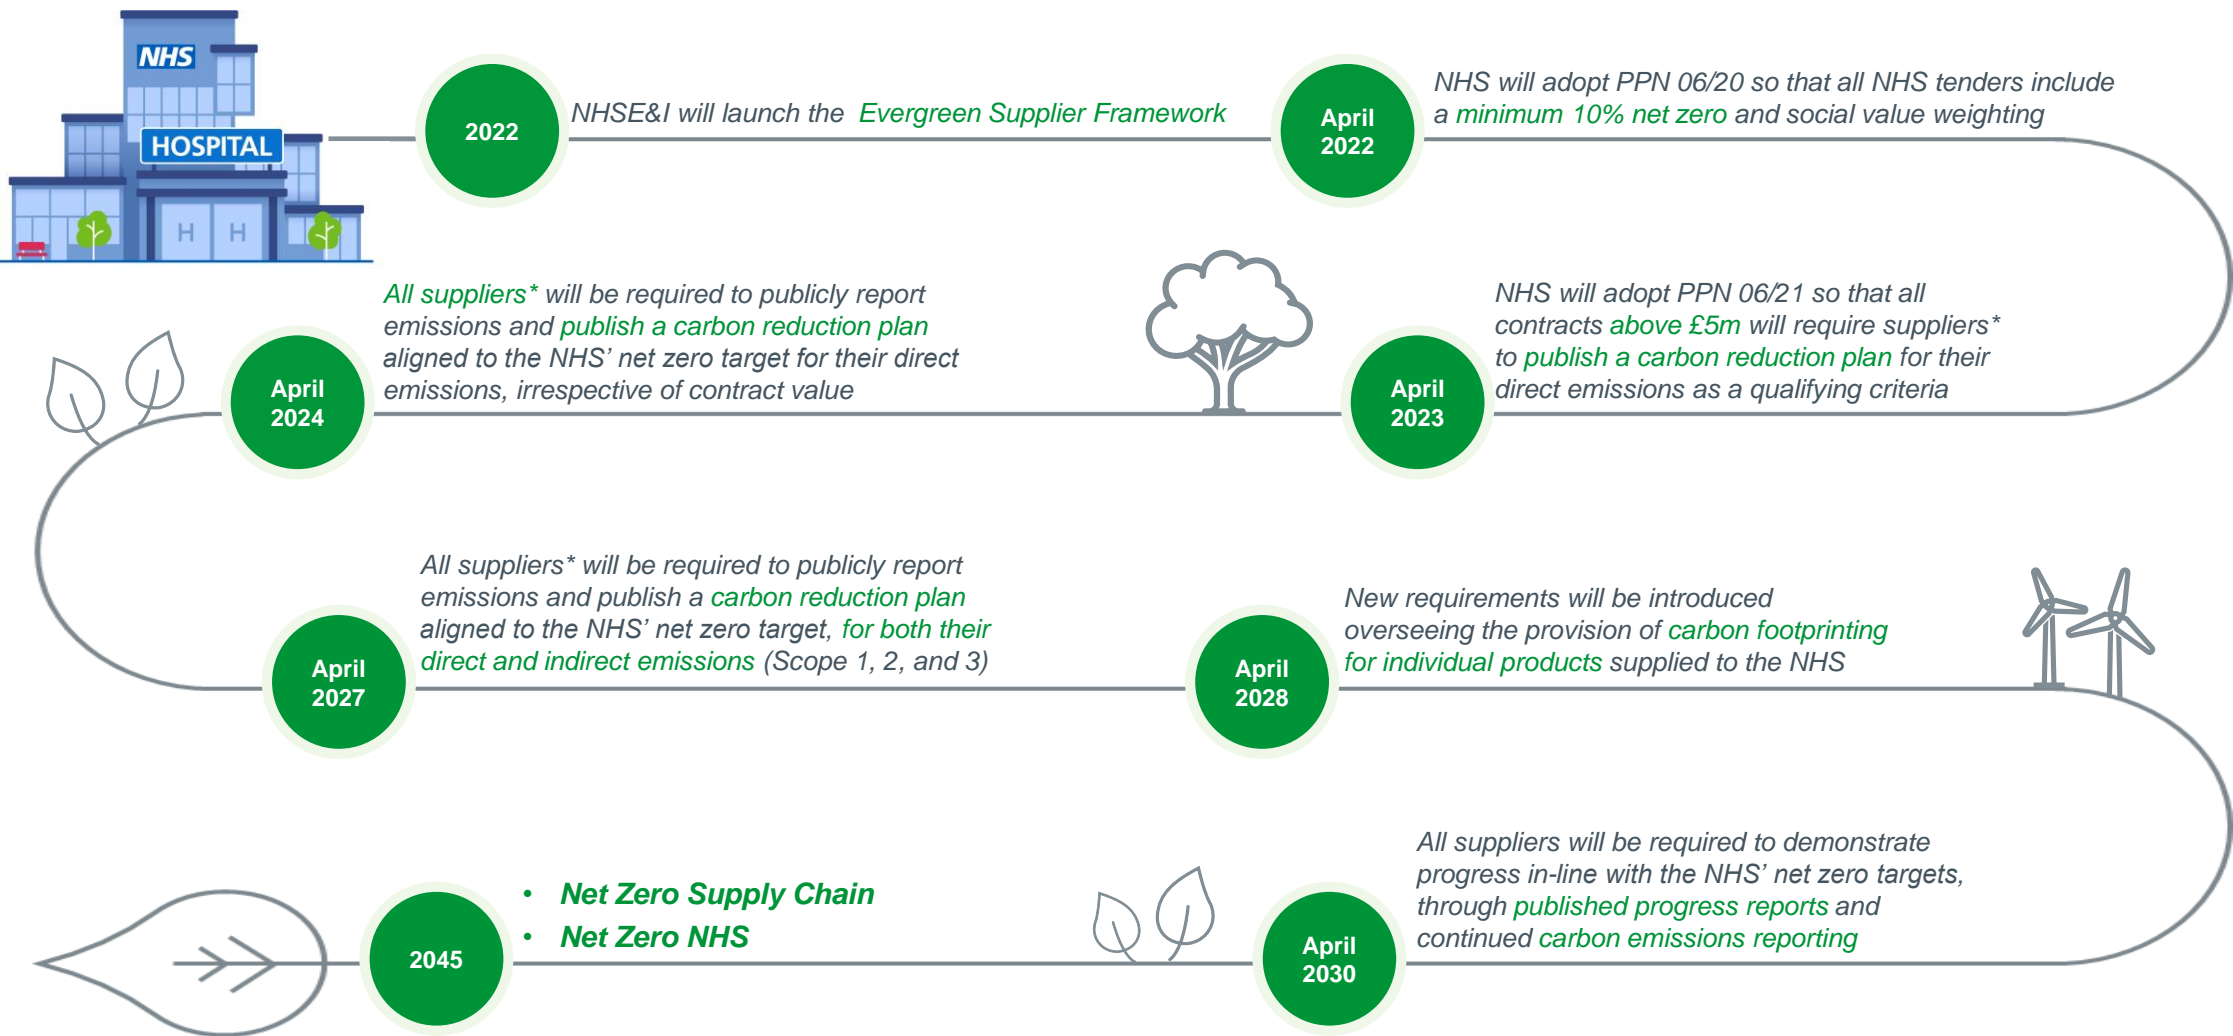 NHS
HOSPITAL
H H
2022
NHSE&I will launch the Evergreen Supplier Framework
April
2022
NHS will adopt PPN 06/20 so that all NHS tenders include
a minimum 10% net zero and social value weighting
April
2023
NHS will adopt PPN 06/21 so that all
contracts above £5m will require suppliers*
to publish a carbon reduction plan for their
direct emissions as a qualifying criteria
April
2024
All suppliers* will be required to publicly report
emissions and publish a carbon reduction plan
aligned to the NHS’ net zero target for their direct
emissions, irrespective of contract value
April
2027
All suppliers* will be required to publicly report
emissions and publish a carbon reduction plan
aligned to the NHS’ net zero target, for both their
direct and indirect emissions (Scope 1, 2, and 3)
April
2028
New requirements will be introduced
overseeing the provision of carbon footprinting
for individual products supplied to the NHS
April
2030
All suppliers will be required to demonstrate
progress in-line with the NHS’ net zero targets,
through published progress reports and
continued carbon emissions reporting
2045
• Net Zero Supply Chain
• Net Zero NHS